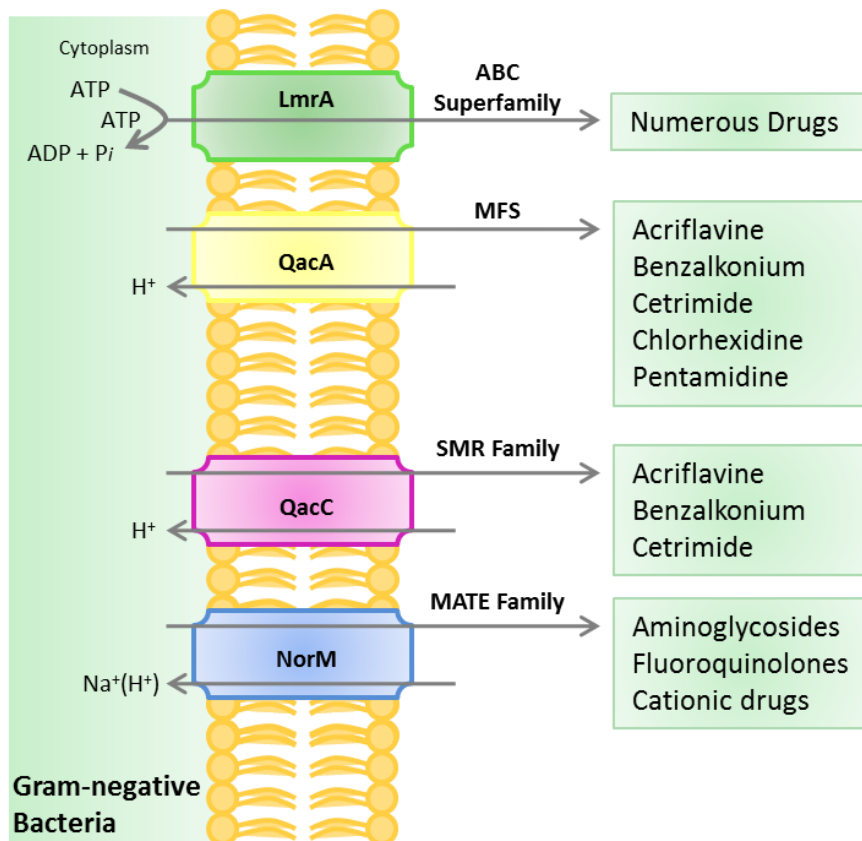 Cytoplasm
ATP
ATP
ADP + Pi
LmrA
ABC
Superfamily
Numerous Drugs
MFS
QacA
H⁺
Acriflavine
Benzalkonium
Cetrimide
Chlorhexidine
Pentamidine
SMR Family
QacC
H⁺
Acriflavine
Benzalkonium
Cetrimide
MATE Family
NorM
Na⁺(H⁺)
Aminoglycosides
Fluoroquinolones
Cationic drugs
Gram-negative
Bacteria